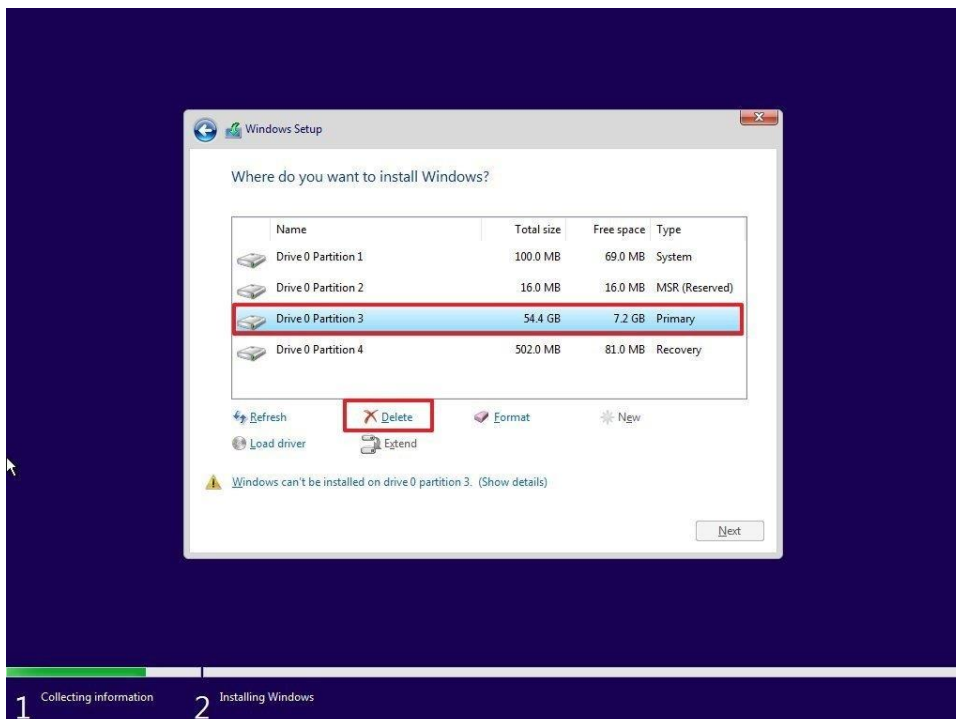 Windows Setup
Where do you want to install Windows?
Name Total size Free space Type
Drive 0 Partition 1 100.0 MB 69.0 MB System
Drive 0 Partition 2 16.0 MB 16.0 MB MSR (Reserved)
Drive 0 Partition 3 54.4 GB 7.2 GB Primary
Drive 0 Partition 4 502.0 MB 81.0 MB Recovery
Refresh Delete Format New
Load driver Extend
Windows can't be installed on drive 0 partition 3. (Show details)
Next
1 Collecting information 2 Installing Windows